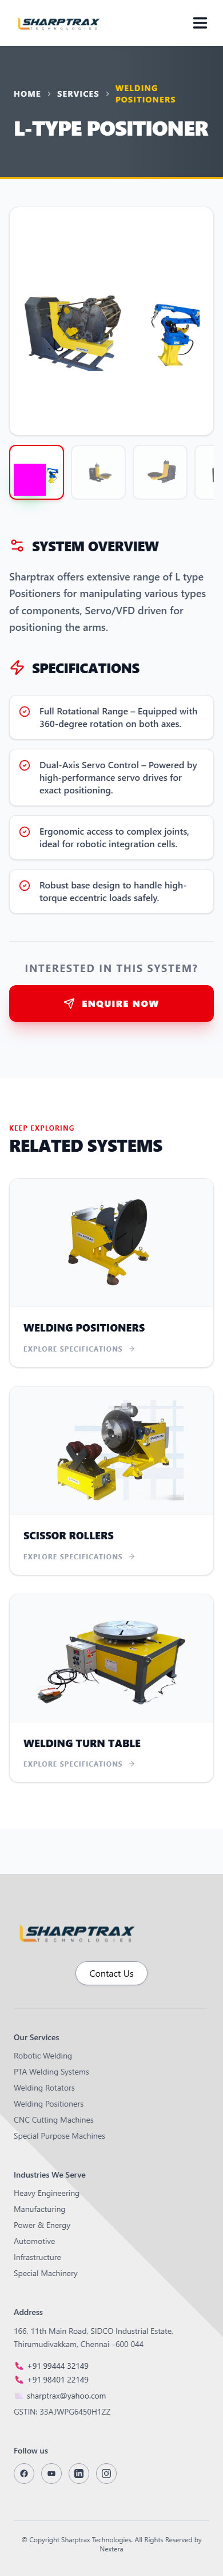 SHARPTRAX
TECHNOLOGIES
HOME > SERVICES > WELDING
POSITIONERS
L-TYPE POSITIONER
SYSTEM OVERVIEW
Sharptrax offers extensive range of L type
Positioners for manipulating various types
of components, Servo/VFD driven for
positioning the arms.
SPECIFICATIONS
Full Rotational Range – Equipped with
360-degree rotation on both axes.
Dual-Axis Servo Control – Powered by
high-performance servo drives for
exact positioning.
Ergonomic access to complex joints,
ideal for robotic integration cells.
Robust base design to handle high-
torque eccentric loads safely.
INTERESTED IN THIS SYSTEM?
ENQUIRE NOW
KEEP EXPLORING
RELATED SYSTEMS
WELDING POSITIONERS
EXPLORE SPECIFICATIONS →
SCISSOR ROLLERS
EXPLORE SPECIFICATIONS →
WELDING TURN TABLE
EXPLORE SPECIFICATIONS →
SHARPTRAX
TECHNOLOGIES
Contact Us
Our Services
Robotic Welding
PTA Welding Systems
Welding Rotators
Welding Positioners
CNC Cutting Machines
Special Purpose Machines
Industries We Serve
Heavy Engineering
Manufacturing
Power & Energy
Automotive
Infrastructure
Special Machinery
Address
166, 11th Main Road, SIDCO Industrial Estate,
Thirumudivakkam, Chennai –600 044
+91 99444 32149
+91 98401 22149
sharptrax@yahoo.com
GSTIN: 33AJWPG6450H1ZZ
Follow us
© Copyright Sharptrax Technologies. All Rights Reserved by
Nextera